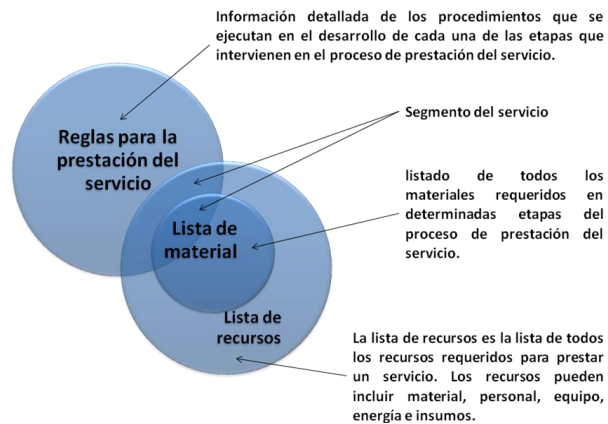 Información detallada de los procedimientos que se
ejecutan en el desarrollo de cada una de las etapas que
intervienen en el proceso de prestación del servicio.
Reglas para la
prestación del
servicio
Segmento del servicio
listado de todos los
materiales requeridos en
determinadas etapas del
proceso de prestación del
servicio.
Lista de
material
Lista de
recursos
La lista de recursos es la lista de todos
los recursos requeridos para prestar
un servicio. Los recursos pueden
incluir material, personal, equipo,
energía e insumos.